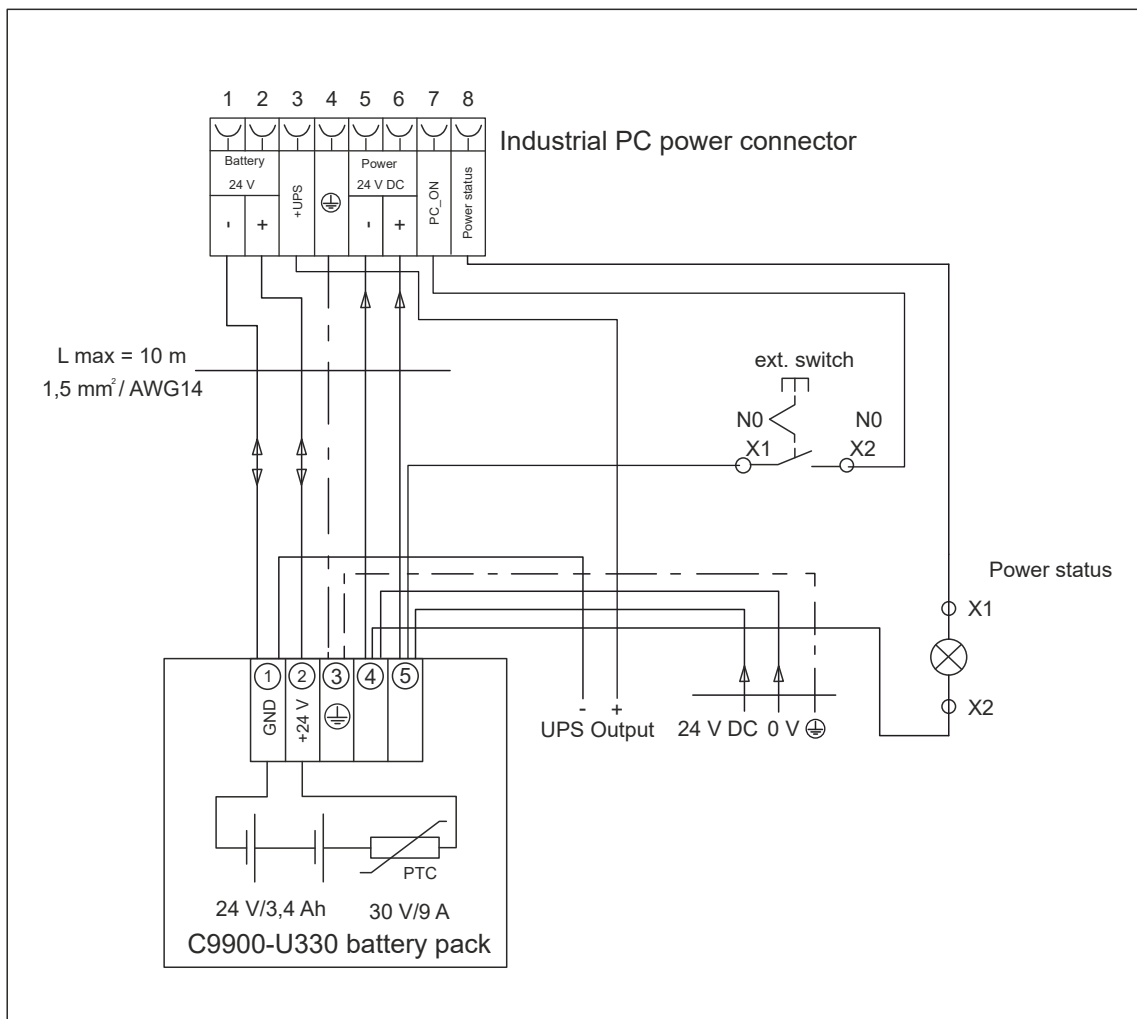 1 2 3 4 5 6 7 8
Industrial PC power connector
Battery
24 V
- +
+UPS
Power
24 V DC
- +
PC_ON
Power status
L max = 10 m
1,5 mm²/ AWG14
ext. switch
N0 N0
X1 X2
Power status
X1
X2
1 2 3 4 5
GND
+24 V
- +
UPS Output
24 V DC 0 V
PTC
24 V/3,4 Ah 30 V/9 A
C9900-U330 battery pack